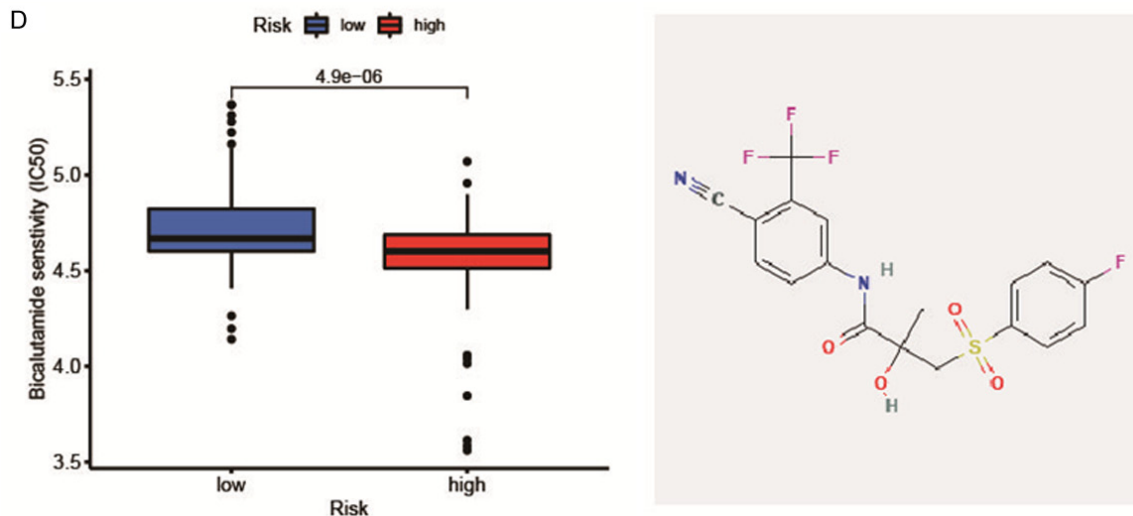 D
Risk low high
4.9e-06
5.5
5.0
4.5
4.0
3.5
Bicalutamide senstivity (IC50)
low high
Risk
F
F F
N C
F
N H
O
O S
O
O
H